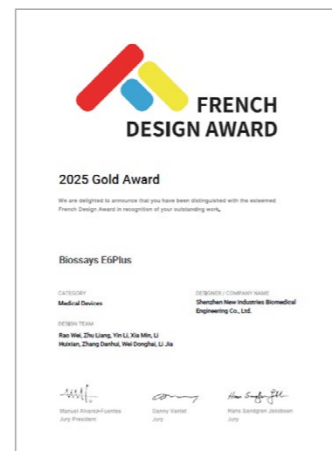 FRENCH
DESIGN AWARD
2025 Gold Award
We are delighted to announce that you have been distinguished with the esteemed
French Design Award in recognition of your outstanding work.
Biossays E6Plus
CATEGORY
Medical Devices
DESIGNER / COMPANY NAME
Shenzhen New Industries Biomedical
Engineering Co., Ltd.
DESIGN TEAM
Rao Wei, Zhu Liang, Yin Li, Xia Min, Li
Huixian, Zhang Danhui, Wei Donghai, Li Jia
Manuel Alvarez-Fuentes
Jury President
Danny Venlet
Jury
Hans Sandgren Jakobsen
Jury